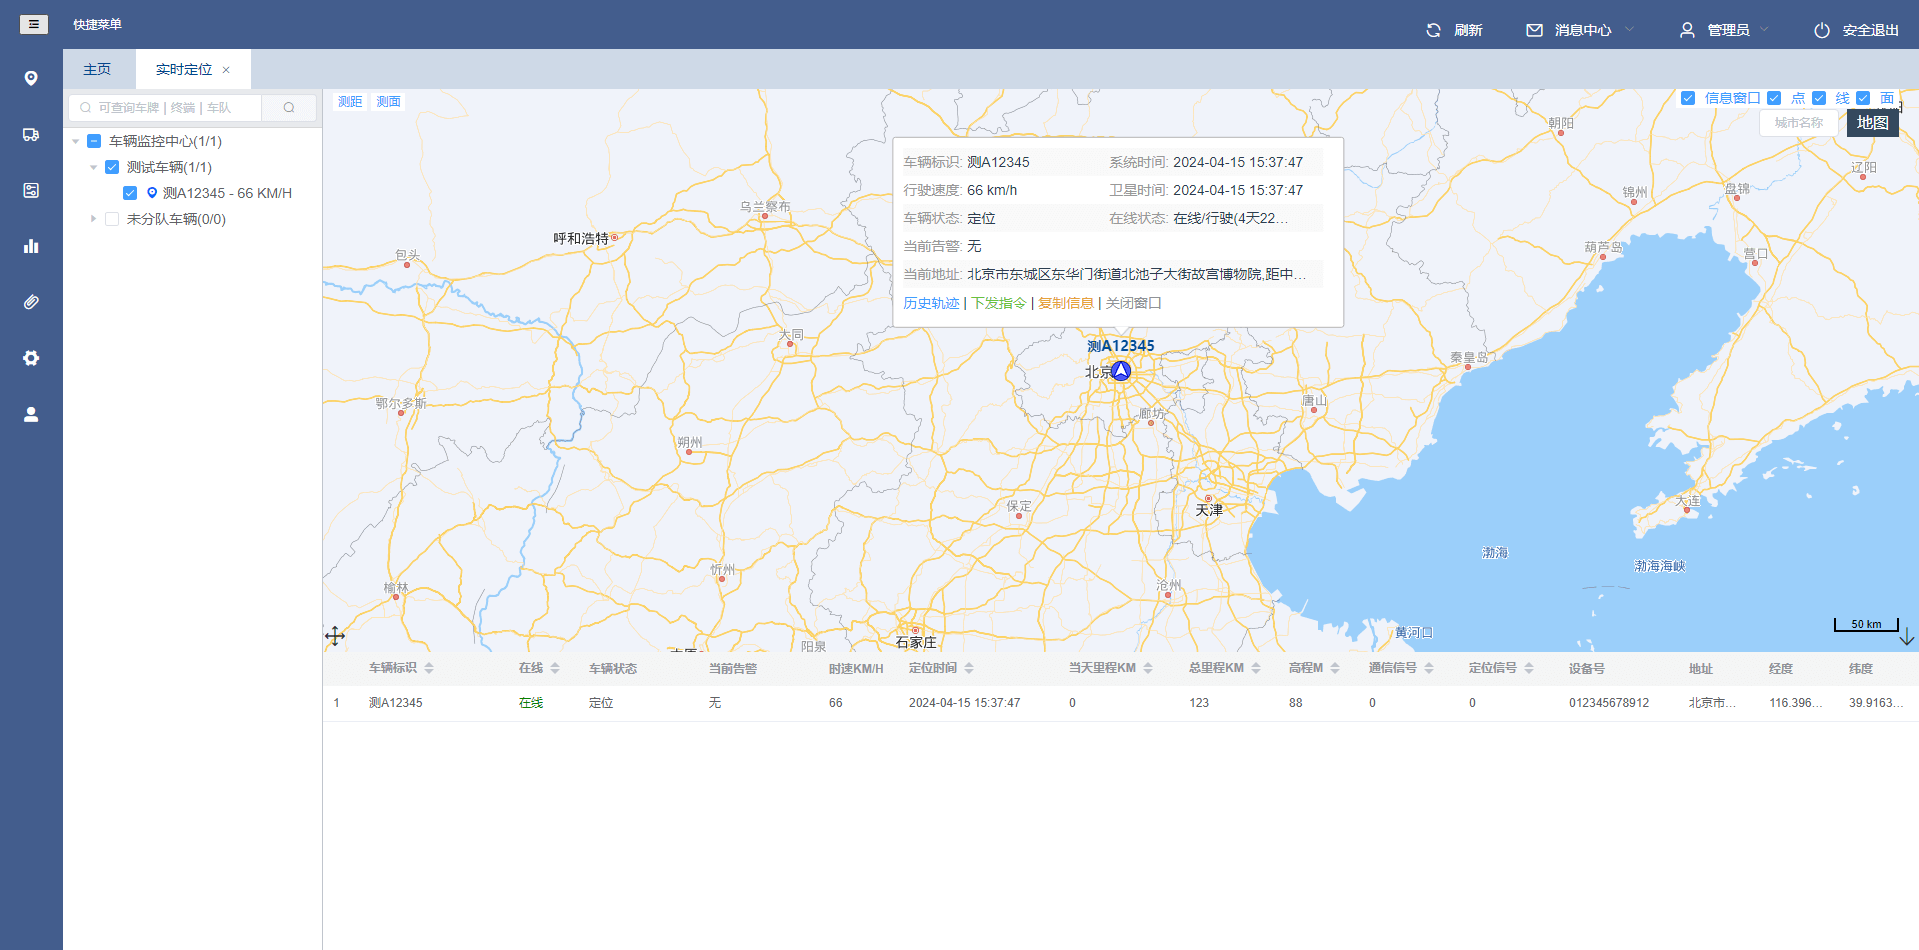 快捷菜单
刷新
消息中心
管理员
安全退出
主页
实时定位 ×
可查询车牌 | 终端 | 车队
车辆监控中心(1/1)
测试车辆(1/1)
测A12345 - 66 KM/H
未分队车辆(0/0)
测距 测面
信息窗口 点 线 面
城市名称
地图
车辆标识: 测A12345 系统时间: 2024-04-15 15:37:47
行驶速度: 66 km/h 卫星时间: 2024-04-15 15:37:47
车辆状态: 定位 在线状态: 在线/行驶(4天22...
当前告警: 无
当前地址: 北京市东城区东华门街道北池子大街故宫博物院,距中...
历史轨迹 | 下发指令 | 复制信息 | 关闭窗口
朝阳
辽阳
锦州
盘锦
乌兰察布
呼和浩特
包头
葫芦岛
营口
大同
测A12345
北京
秦皇岛
鄂尔多斯
唐山
廊坊
朔州
保定
天津
大连
渤海
渤海海峡
忻州
榆林
沧州
50 km
黄河口
石家庄
阳泉
车辆标识 在线 车辆状态 当前告警 时速KM/H 定位时间 当天里程KM 总里程KM 高程M 通信信号 定位信号 设备号 地址 经度 纬度
1 测A12345 在线 定位 无 66 2024-04-15 15:37:47 0 123 88 0 0 012345678912 北京市... 116.396... 39.9163...